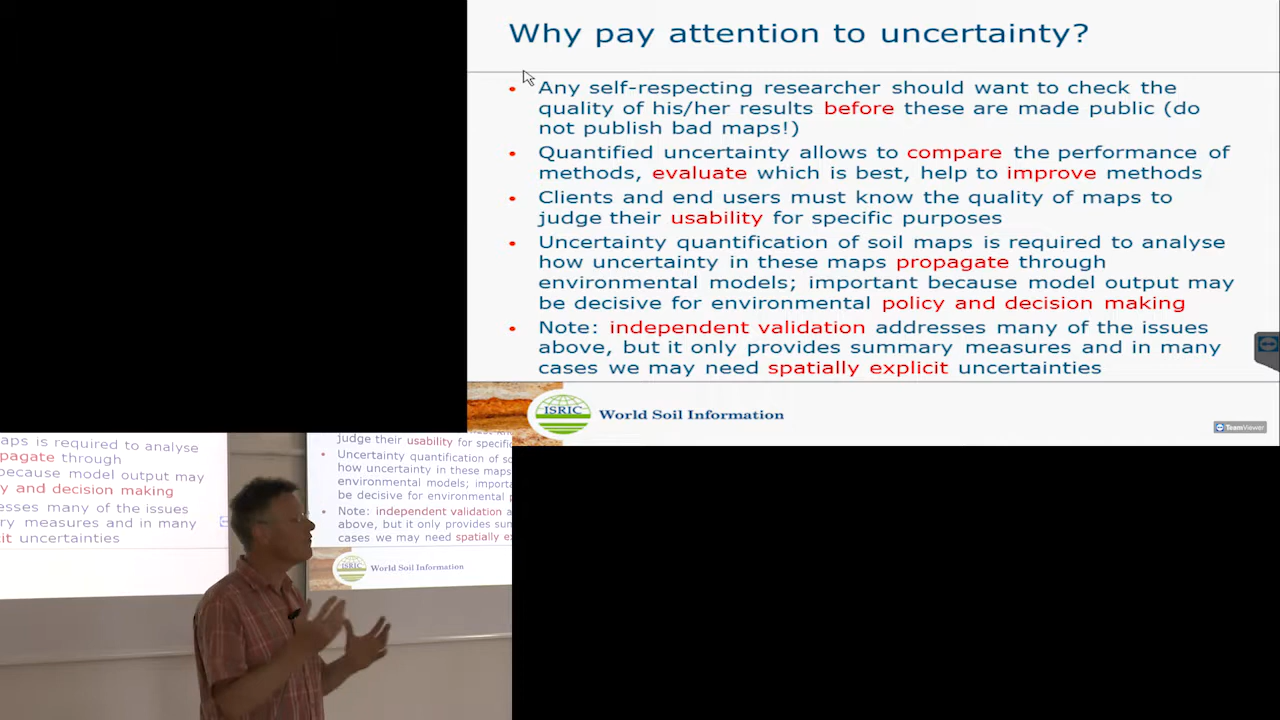 Why pay attention to uncertainty?
• Any self-respecting researcher should want to check the
quality of his/her results before these are made public (do
not publish bad maps!)
• Quantified uncertainty allows to compare the performance of
methods, evaluate which is best, help to improve methods
• Clients and end users must know the quality of maps to
judge their usability for specific purposes
• Uncertainty quantification of soil maps is required to analyse
how uncertainty in these maps propagate through
environmental models; important because model output may
be decisive for environmental policy and decision making
• Note: independent validation addresses many of the issues
above, but it only provides summary measures and in many
cases we may need spatially explicit uncertainties
ISRIC World Soil Information
TeamViewer
maps is required to analyse
propagate through
because model output may
y and decision making
esses many of the issues
ry measures and in many
cit uncertainties
judge their usability for specific
• Uncertainty quantification of so
how uncertainty in these maps
environmental models; importa
be decisive for environmental
• Note: independent validation a
above, but it only provides sum
cases we may need spatially ex
ISRIC World Soil Information